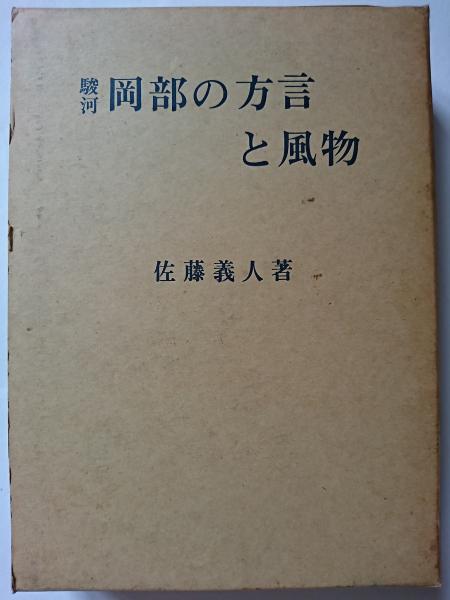 駿河 岡部の方言
と風物
佐藤義人著